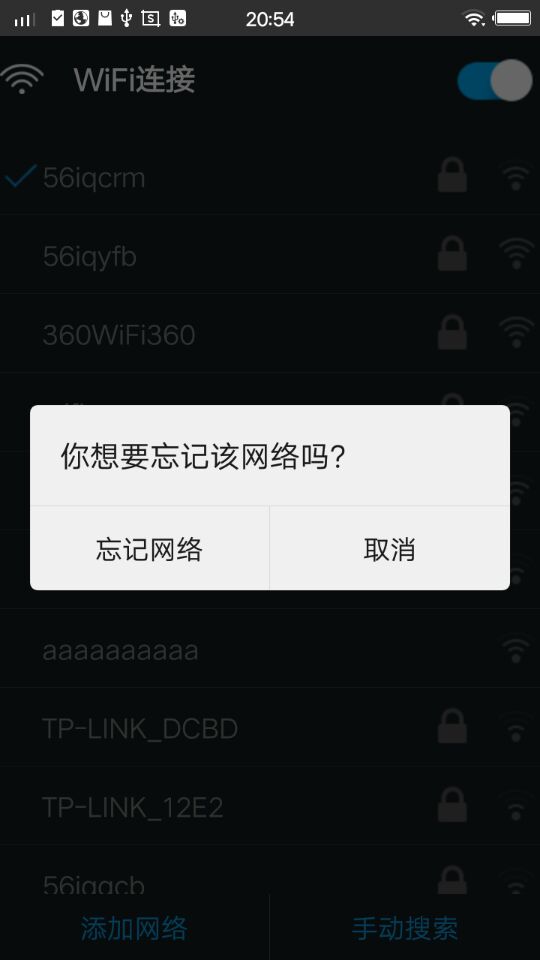 20:54
WiFi连接
56iqcrm
56iqyfb
360WiFi360
你想要忘记该网络吗?
忘记网络
取消
aaaaaaaaaa
TP-LINK_DCBD
TP-LINK_12E2
56iqqcb
添加网络
手动搜索